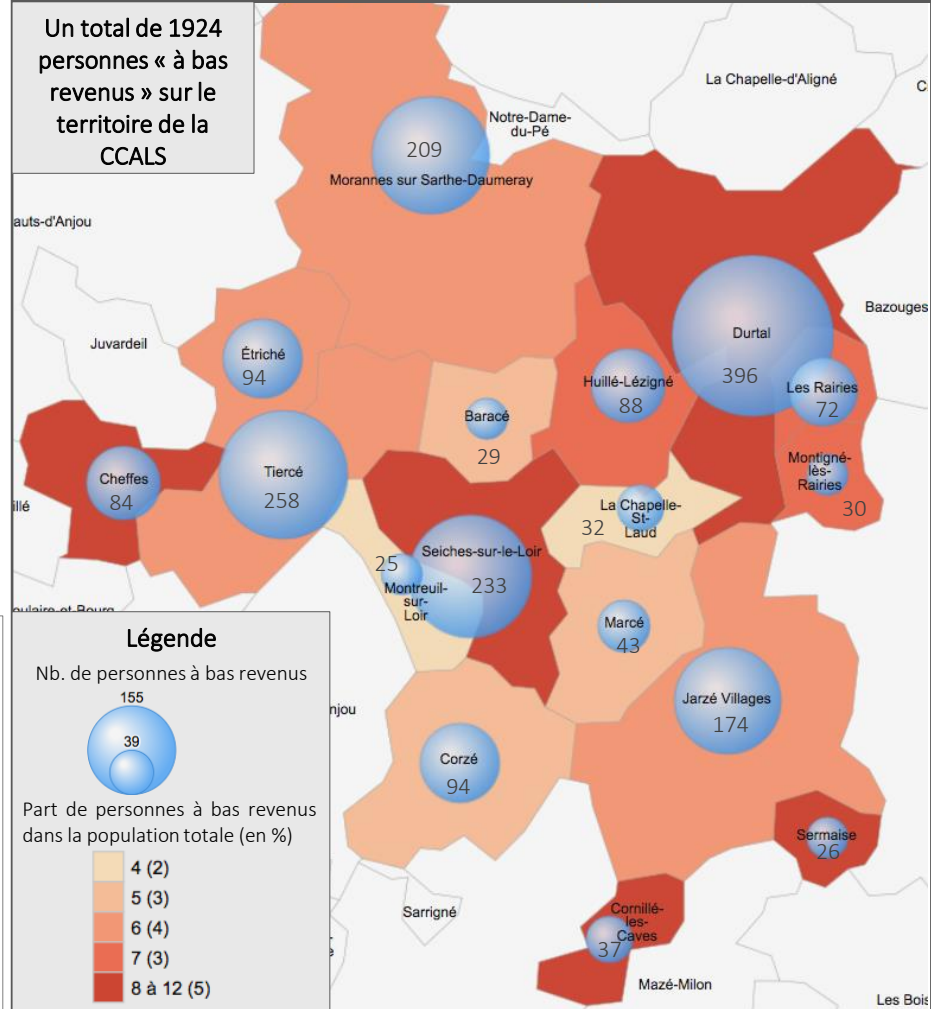 Un total de 1924
personnes « à bas
revenus » sur le
territoire de la
CCALS
La Chapelle-d'Aligné
Notre-Dame-
du-Pé
209
Morannes sur Sarthe-Daumeray
auts-d'Anjou
Bazouges
Juvardeil
Durtal
396
Étriché
94
Huillé-Lézigné
88
Les Rairies
72
Baracé
29
Montigné-
lès-
Rairies
30
Cheffes
84
Tiercé
258
illé
La Chapelle-
St-
Laud
32
Seiches-sur-le-Loir
233
25
Montreuil-
sur-
Loir
Marcé
43
Légende
Nb. de personnes à bas revenus
155
39
Part de personnes à bas revenus
dans la population totale (en %)
4 (2)
5 (3)
6 (4)
7 (3)
8 à 12 (5)
njou
Jarzé Villages
174
Corzé
94
Sermaise
26
Sarrigné
Cornillé-
les-
Caves
37
Mazé-Milon
Les Bois